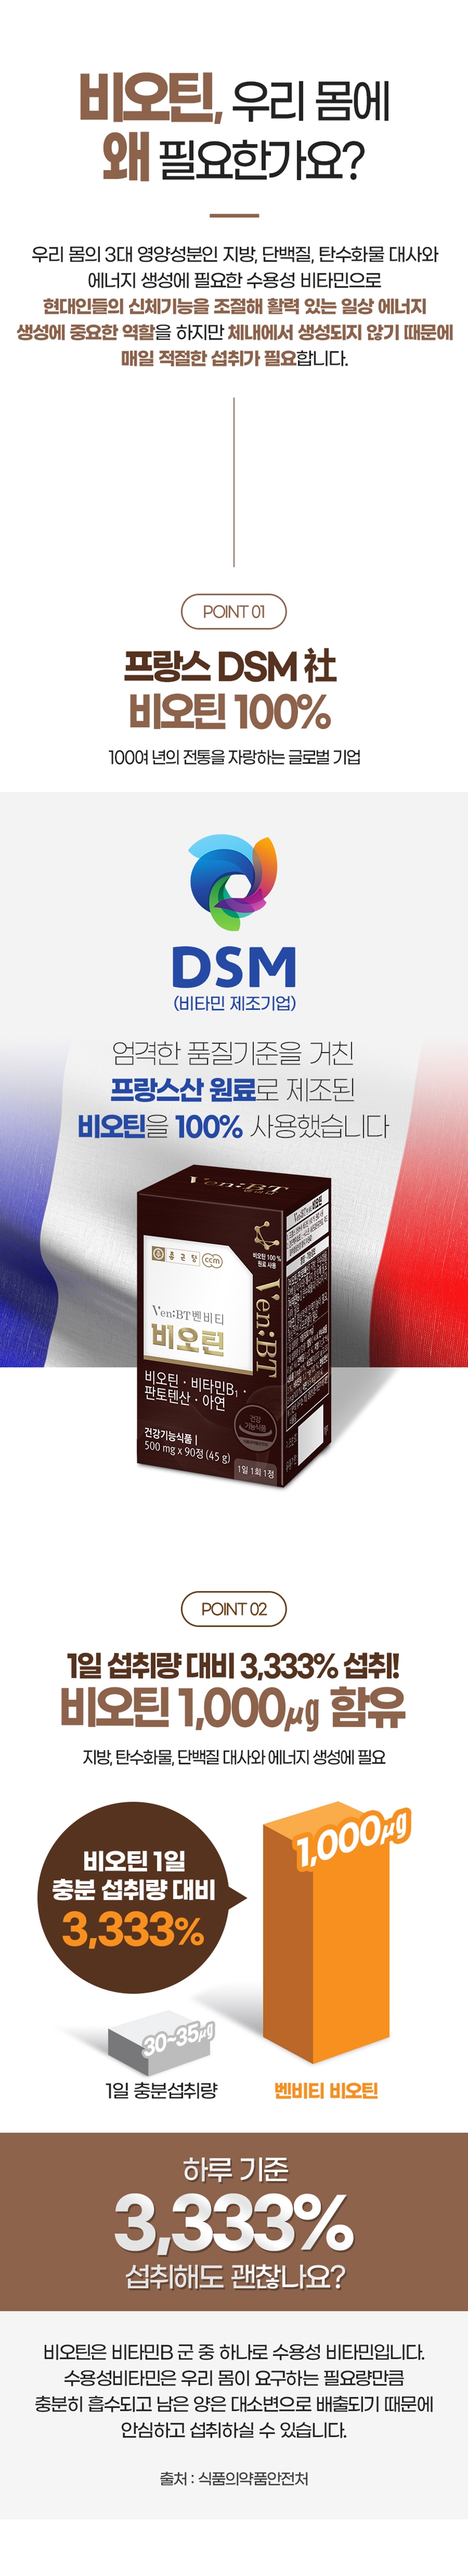 비오틴, 우리 몸에
왜 필요한가요?
우리 몸의 3대 영양성분인 지방, 단백질, 탄수화물 대사와
에너지 생성에 필요한 수용성 비타민으로
현대인들의 신체기능을 조절해 활력 있는 일상 에너지
생성에 중요한 역할을 하지만 체내에서 생성되지 않기 때문에
매일 적절한 섭취가 필요합니다.
POINT 01
프랑스 DSM 社
비오틴 100%
100여 년의 전통을 자랑하는 글로벌 기업
DSM
(비타민 제조기업)
엄격한 품질기준을 거친
프랑스산 원료로 제조된
비오틴을 100% 사용했습니다
Ven:BT
종근당 ccm
비오틴 100%
원료 사용
Ven:BT벤비티
비오틴
Ven:BT
비오틴 · 비타민B₁ ·
판토텐산 · 아연
건강
기능식품
건강기능식품 |
500 mg x 90정 (45 g)
1일 1회 1정
POINT 02
1일 섭취량 대비 3,333% 섭취!
비오틴 1,000㎍ 함유
지방, 탄수화물, 단백질 대사와 에너지 생성에 필요
비오틴 1일
충분 섭취량 대비
3,333%
1,000㎍
30~35㎍
1일 충분섭취량
벤비티 비오틴
하루 기준
3,333%
섭취해도 괜찮나요?
비오틴은 비타민B 군 중 하나로 수용성 비타민입니다.
수용성비타민은 우리 몸이 요구하는 필요량만큼
충분히 흡수되고 남은 양은 대소변으로 배출되기 때문에
안심하고 섭취하실 수 있습니다.
출처 : 식품의약품안전처